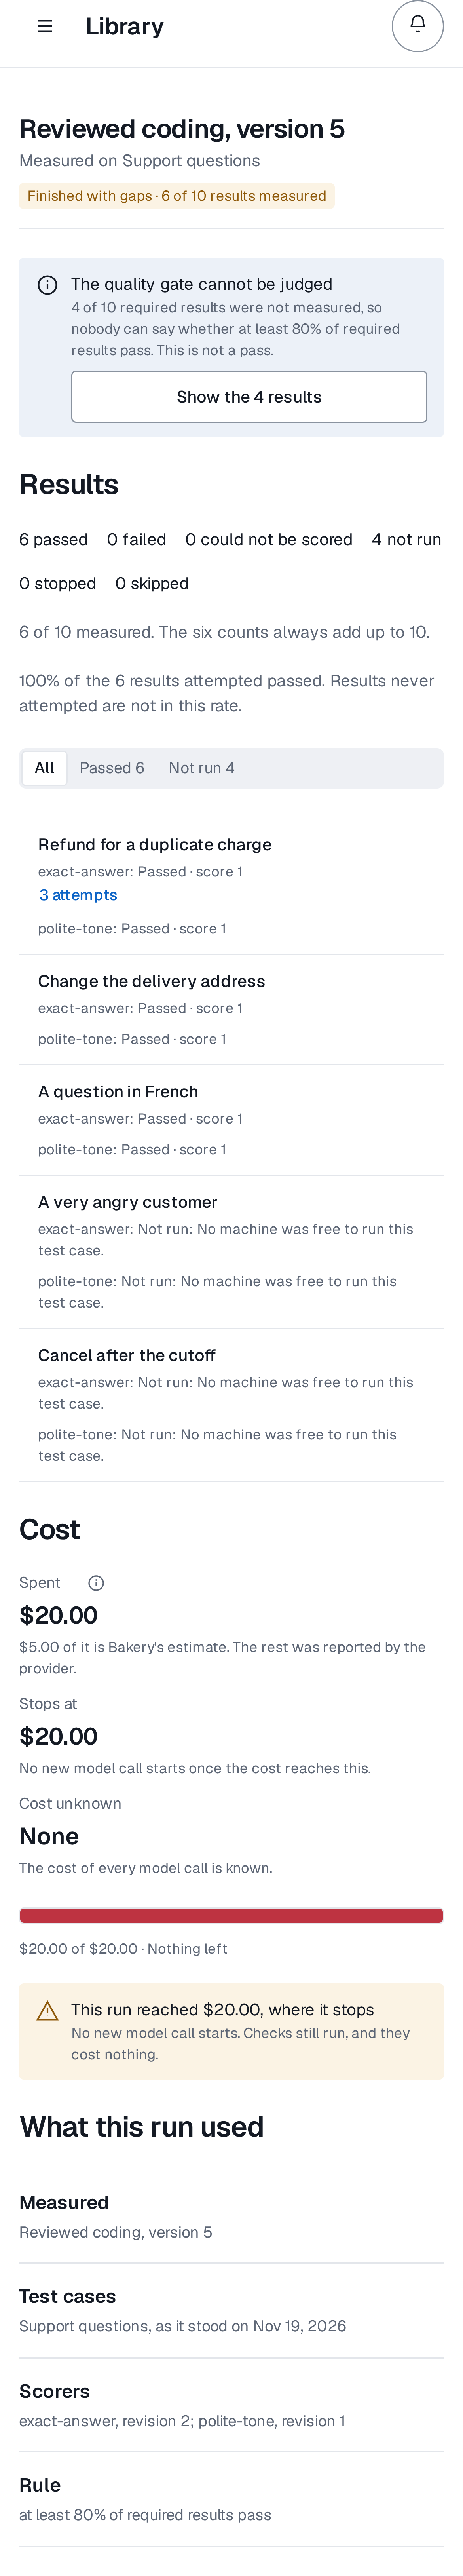 Library
Reviewed coding, version 5
Measured on Support questions
Finished with gaps · 6 of 10 results measured
The quality gate cannot be judged
4 of 10 required results were not measured, so
nobody can say whether at least 80% of required
results pass. This is not a pass.
Show the 4 results
Results
6 passed 0 failed 0 could not be scored 4 not run
0 stopped 0 skipped
6 of 10 measured. The six counts always add up to 10.
100% of the 6 results attempted passed. Results never
attempted are not in this rate.
All Passed 6 Not run 4
Refund for a duplicate charge
exact-answer: Passed · score 1
3 attempts
polite-tone: Passed · score 1
Change the delivery address
exact-answer: Passed · score 1
polite-tone: Passed · score 1
A question in French
exact-answer: Passed · score 1
polite-tone: Passed · score 1
A very angry customer
exact-answer: Not run: No machine was free to run this
test case.
polite-tone: Not run: No machine was free to run this
test case.
Cancel after the cutoff
exact-answer: Not run: No machine was free to run this
test case.
polite-tone: Not run: No machine was free to run this
test case.
Cost
Spent
$20.00
$5.00 of it is Bakery's estimate. The rest was reported by the
provider.
Stops at
$20.00
No new model call starts once the cost reaches this.
Cost unknown
None
The cost of every model call is known.
$20.00 of $20.00 · Nothing left
This run reached $20.00, where it stops
No new model call starts. Checks still run, and they
cost nothing.
What this run used
Measured
Reviewed coding, version 5
Test cases
Support questions, as it stood on Nov 19, 2026
Scorers
exact-answer, revision 2; polite-tone, revision 1
Rule
at least 80% of required results pass